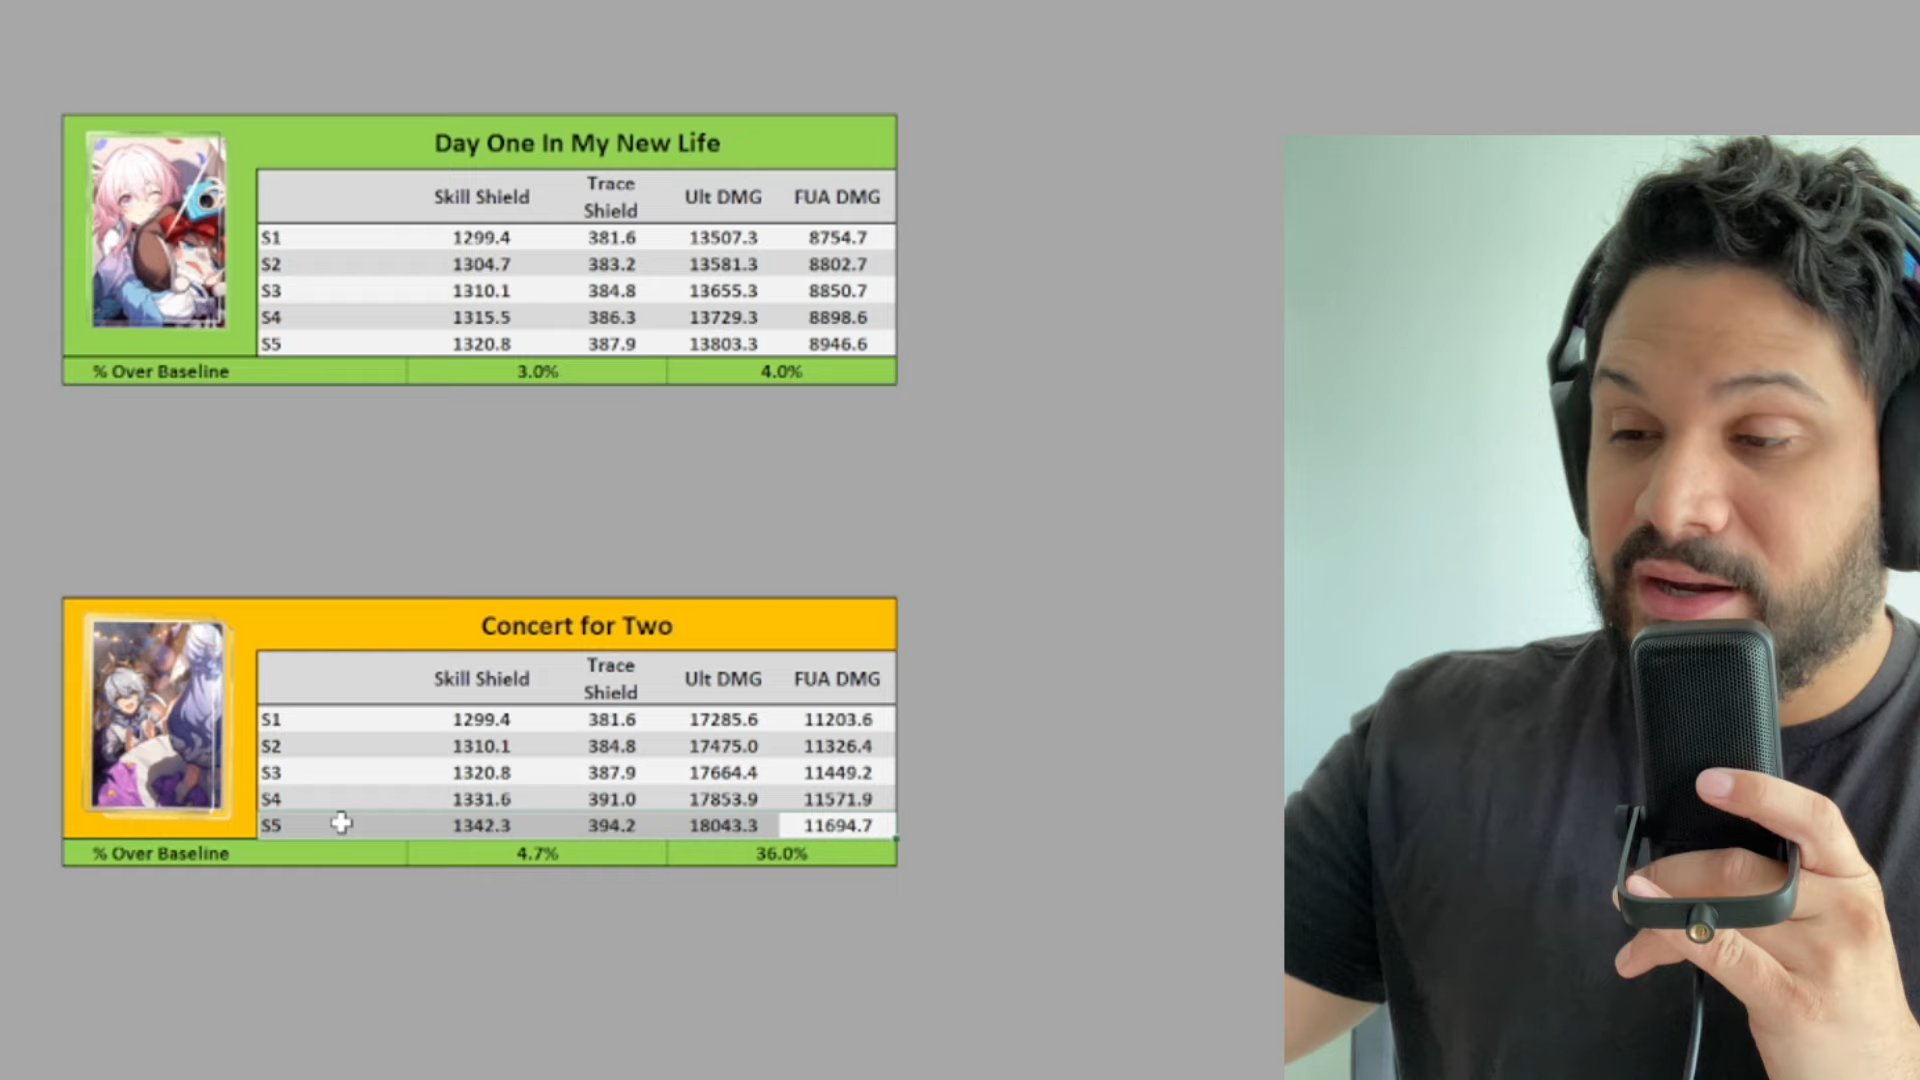 Day One In My New Life
Skill Shield Trace Shield Ult DMG FUA DMG
S1 1299.4 381.6 13507.3 8754.7
S2 1304.7 383.2 13581.3 8802.7
S3 1310.1 384.8 13655.3 8850.7
S4 1315.5 386.3 13729.3 8898.6
S5 1320.8 387.9 13803.3 8946.6
% Over Baseline 3.0% 4.0%
Concert for Two
Skill Shield Trace Shield Ult DMG FUA DMG
S1 1299.4 381.6 17285.6 11203.6
S2 1310.1 384.8 17475.0 11326.4
S3 1320.8 387.9 17664.4 11449.2
S4 1331.6 391.0 17853.9 11571.9
S5 1342.3 394.2 18043.3 11694.7
% Over Baseline 4.7% 36.0%